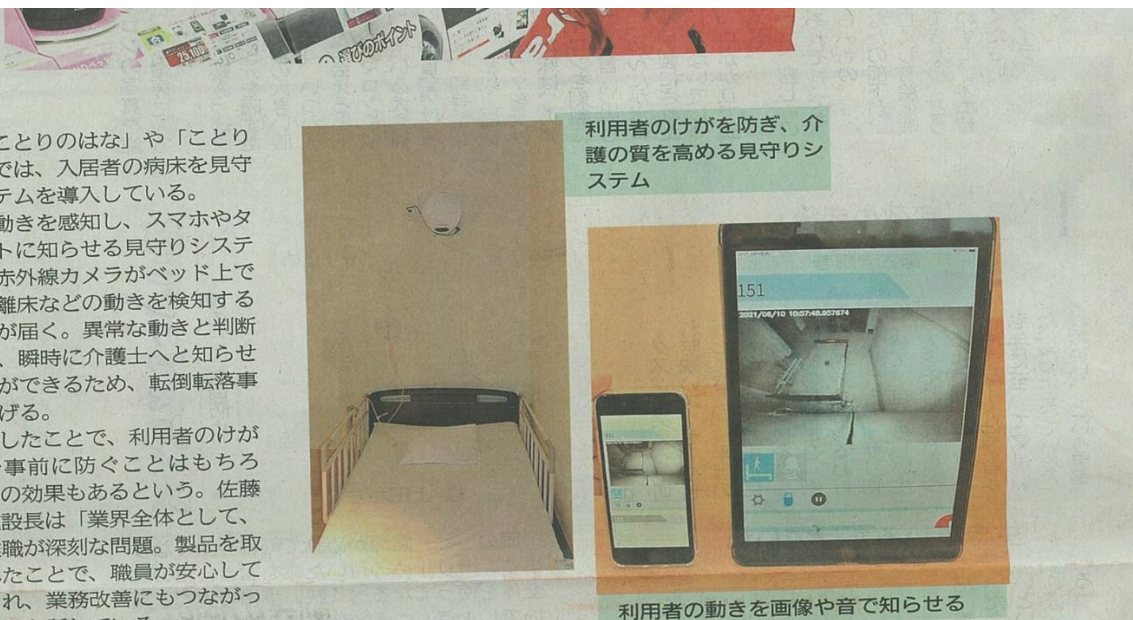 選びのポイント
25,100
ことりのはな」や「ことり
では、入居者の病床を見守
テムを導入している。
動きを感知し、スマホやタ
トに知らせる見守りシステ
赤外線カメラがベッド上で
離床などの動きを検知する
が届く。異常な動きと判断
、瞬時に介護士へと知らせ
ができるため、転倒転落事
げる。
したことで、利用者のけが
事前に防ぐことはもちろ
の効果もあるという。佐藤
設長は「業界全体として、
職が深刻な問題。製品を取
たことで、職員が安心して
れ、業務改善にもつながっ
利用者のけがを防ぎ、介
護の質を高める見守りシ
ステム
151
2021/08/10 10:57:48.957874
151
利用者の動きを画像や音で知らせる